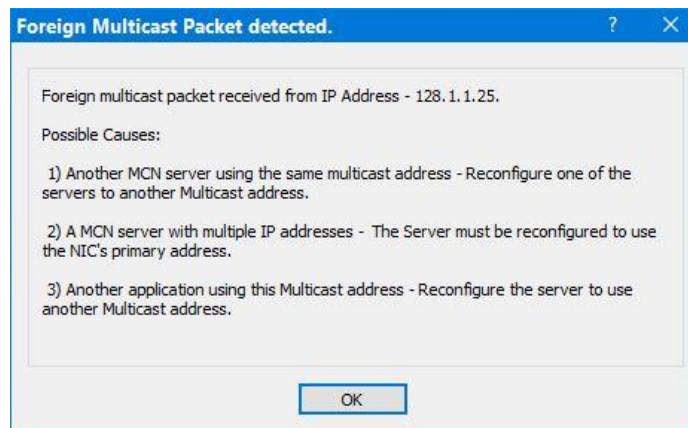 Foreign Multicast Packet detected.
?
Foreign multicast packet received from IP Address - 128.1.1.25.
Possible Causes:
1) Another MCN server using the same multicast address - Reconfigure one of the
servers to another Multicast address.
2) A MCN server with multiple IP addresses - The Server must be reconfigured to use
the NIC's primary address.
3) Another application using this Multicast address - Reconfigure the server to use
another Multicast address.
OK